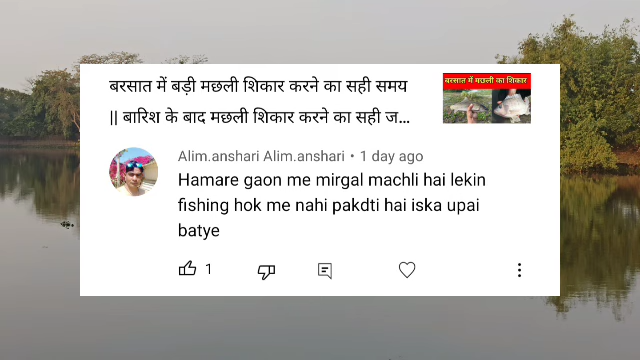 बरसात में बड़ी मछली शिकार करने का सही समय
|| बारिश के बाद मछली शिकार करने का सही ज...
बरसात में मछली का शिकार
Alim.anshari Alim.anshari • 1 day ago
Hamare gaon me mirgal machli hai lekin
fishing hok me nahi pakdti hai iska upai
batye
1